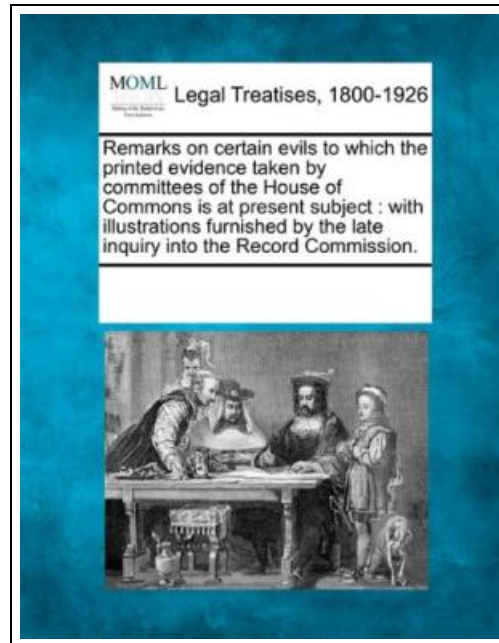 MOML
Legal Treatises, 1800-1926
Remarks on certain evils to which the
printed evidence taken by
committees of the House of
Commons is at present subject : with
illustrations furnished by the late
inquiry into the Record Commission.